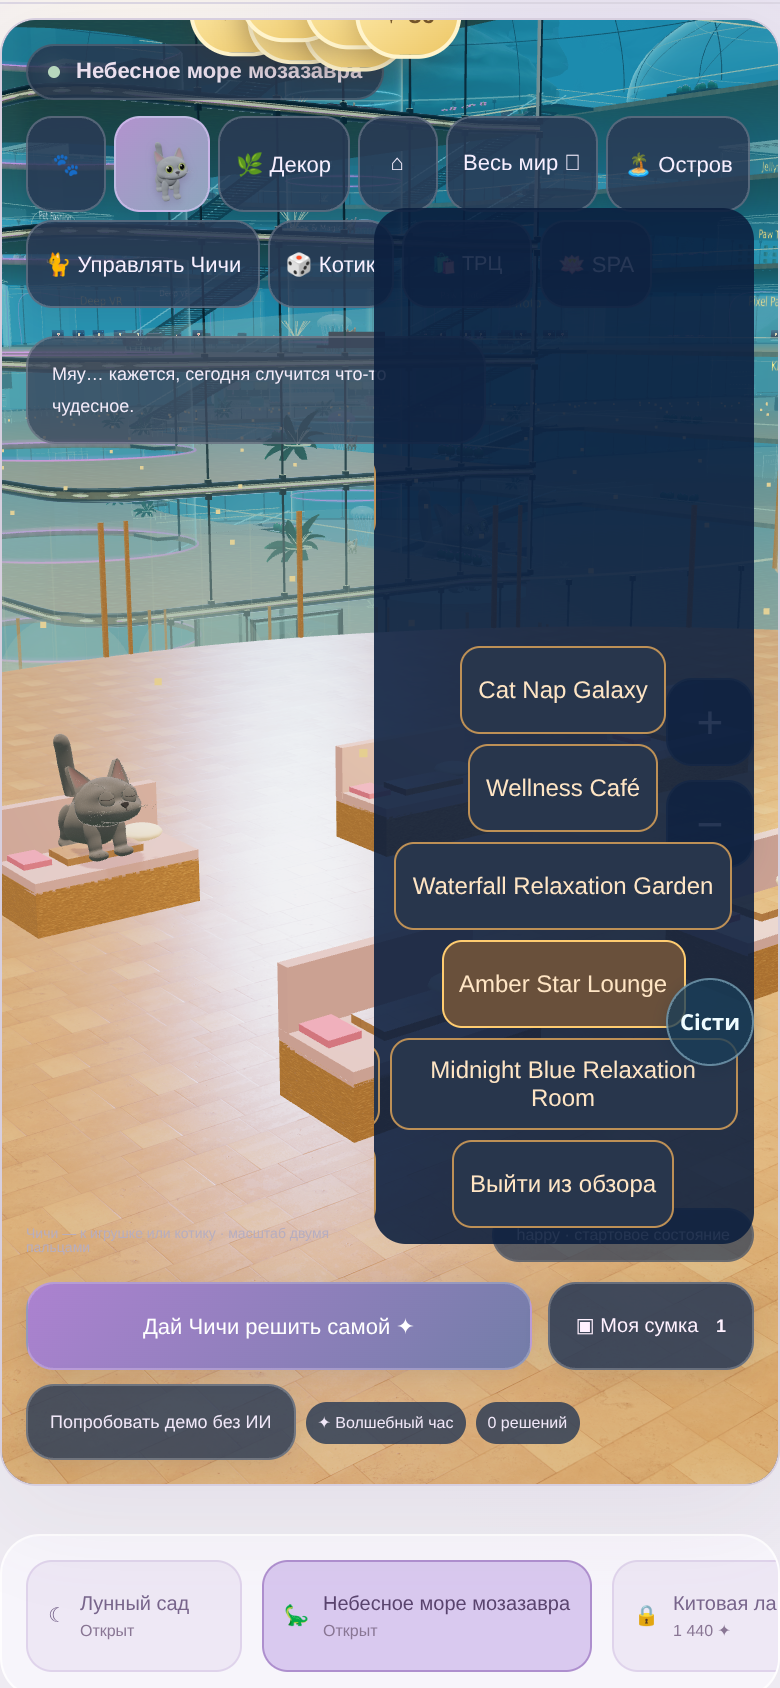 Небесное море мозазавра
Декор
Весь мир
Остров
Управлять Чичи
Котик
ТРЦ
SPA
Мяу… кажется, сегодня случится что-то
чудесное.
Cat Nap Galaxy
+
Wellness Café
−
Waterfall Relaxation Garden
Amber Star Lounge
Сісти
Midnight Blue Relaxation
Room
Выйти из обзора
happy · стартовое состояние
Дай Чичи решить самой ✦
▣ Моя сумка 1
Попробовать демо без ИИ
✦ Волшебный час
0 решений
☾ Лунный сад
Открыт
Небесное море мозазавра
Открыт
Китовая ла
1 440 ✦